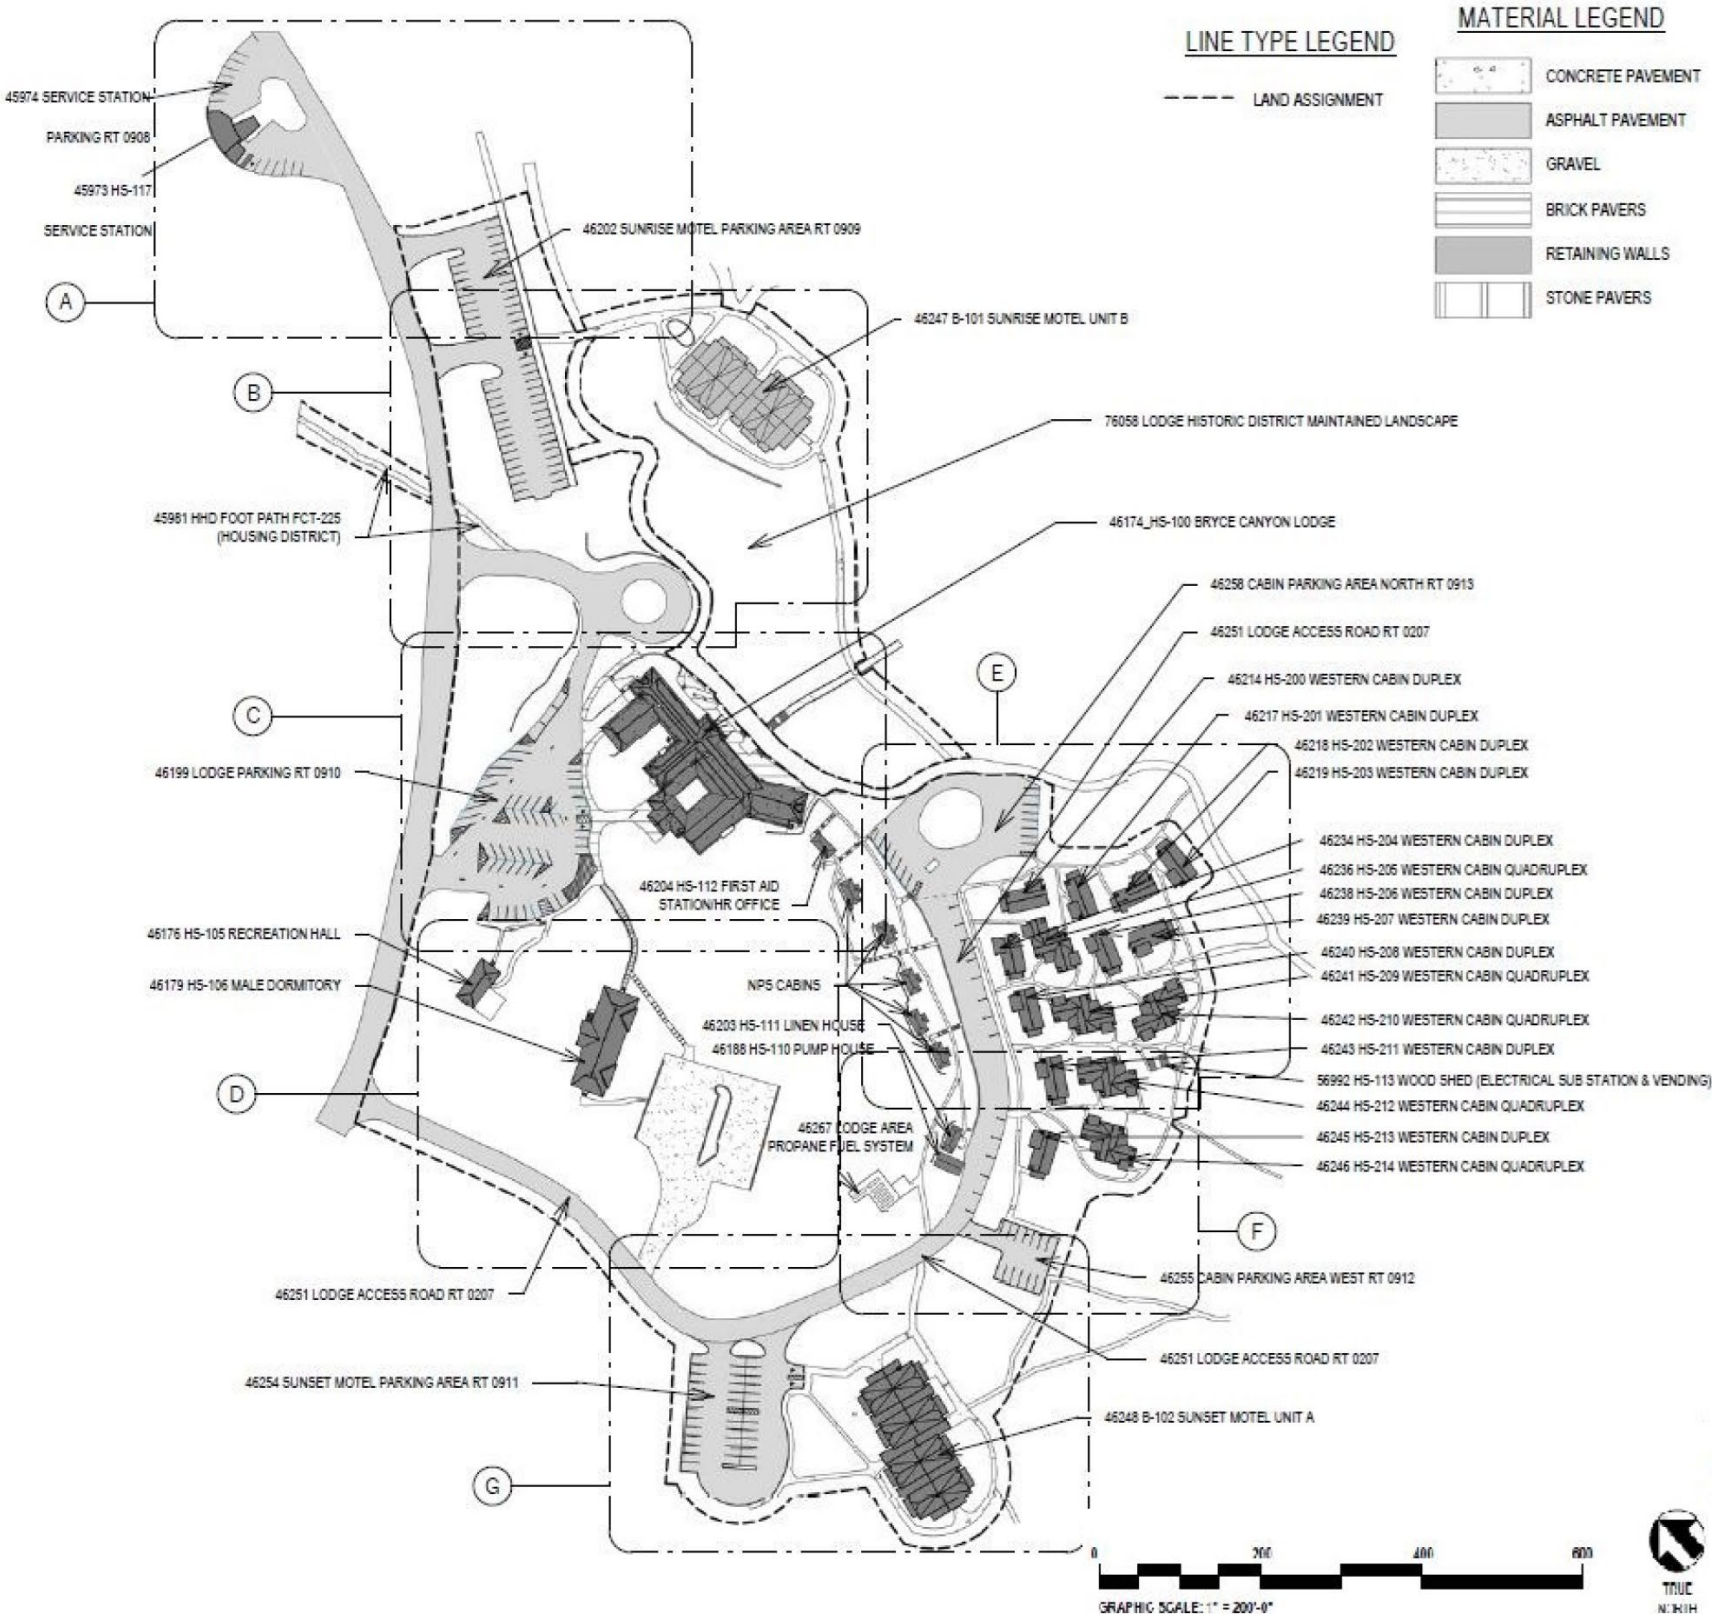 MATERIAL LEGEND
LINE TYPE LEGEND
CONCRETE PAVEMENT
LAND ASSIGNMENT
ASPHALT PAVEMENT
GRAVEL
BRICK PAVERS
RETAINING WALLS
STONE PAVERS
45974 SERVICE STATION
PARKING RT 0908
45973 HS-117
SERVICE STATION
46202 SUNRISE MOTEL PARKING AREA RT 0909
A
46247 B-101 SUNRISE MOTEL UNIT B
B
76058 LODGE HISTORIC DISTRICT MAINTAINED LANDSCAPE
45981 HHD FOOT PATH FCT-225
(HOUSING DISTRICT)
46174_HS-100 BRYCE CANYON LODGE
46258 CABIN PARKING AREA NORTH RT 0913
46251 LODGE ACCESS ROAD RT 0207
E
46214 HS-200 WESTERN CABIN DUPLEX
C
46217 HS-201 WESTERN CABIN DUPLEX
46218 HS-202 WESTERN CABIN DUPLEX
46199 LODGE PARKING RT 0910
46219 HS-203 WESTERN CABIN DUPLEX
46234 HS-204 WESTERN CABIN DUPLEX
46236 HS-205 WESTERN CABIN QUADRUPLEX
46204 HS-112 FIRST AID
STATION/HR OFFICE
46238 HS-206 WESTERN CABIN DUPLEX
46239 HS-207 WESTERN CABIN DUPLEX
46176 HS-105 RECREATION HALL
46240 HS-208 WESTERN CABIN DUPLEX
46241 HS-209 WESTERN CABIN QUADRUPLEX
46179 HS-106 MALE DORMITORY
NPS CABINS
46242 HS-210 WESTERN CABIN QUADRUPLEX
46203 HS-111 LINEN HOUSE
46188 HS-110 PUMP HOUSE
46243 HS-211 WESTERN CABIN DUPLEX
56992 HS-113 WOOD SHED (ELECTRICAL SUB STATION & VENDING)
D
46244 HS-212 WESTERN CABIN QUADRUPLEX
46267 LODGE AREA
PROPANE FUEL SYSTEM
46245 HS-213 WESTERN CABIN DUPLEX
46246 HS-214 WESTERN CABIN QUADRUPLEX
F
46255 CABIN PARKING AREA WEST RT 0912
46251 LODGE ACCESS ROAD RT 0207
46251 LODGE ACCESS ROAD RT 0207
46254 SUNSET MOTEL PARKING AREA RT 0911
46248 B-102 SUNSET MOTEL UNIT A
G
0 200 400 600
GRAPHIC SCALE: 1" = 200'-0"
TRUE
NORTH